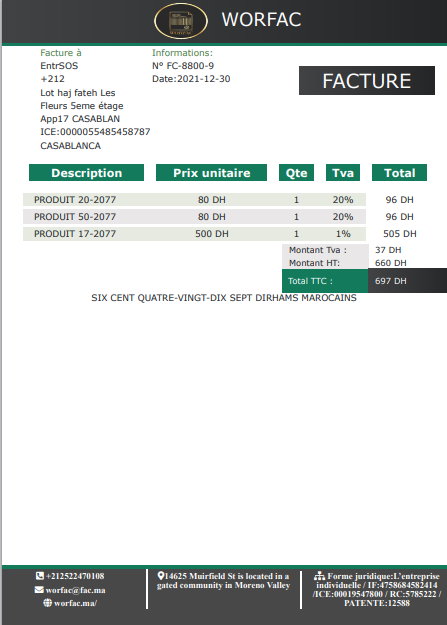 WORFAC
Facture à
EntrSOS
+212
Lot haj fateh Les
Fleurs 5eme étage
App17 CASABLAN
ICE:0000055485458787
CASABLANCA
Informations:
N° FC-8800-9
Date:2021-12-30
FACTURE
Description Prix unitaire Qte Tva Total
PRODUIT 20-2077 80 DH 1 20% 96 DH
PRODUIT 50-2077 80 DH 1 20% 96 DH
PRODUIT 17-2077 500 DH 1 1% 505 DH
Montant Tva : 37 DH
Montant HT: 660 DH
Total TTC : 697 DH
SIX CENT QUATRE-VINGT-DIX SEPT DIRHAMS MAROCAINS
+212522470108
worfac@fac.ma
worfac.ma/
14625 Muirfield St is located in a
gated community in Moreno Valley
Forme juridique:L'entreprise
individuelle / IF:4758684582414
/ICE:00019547800 / RC:5785222 /
PATENTE:12588